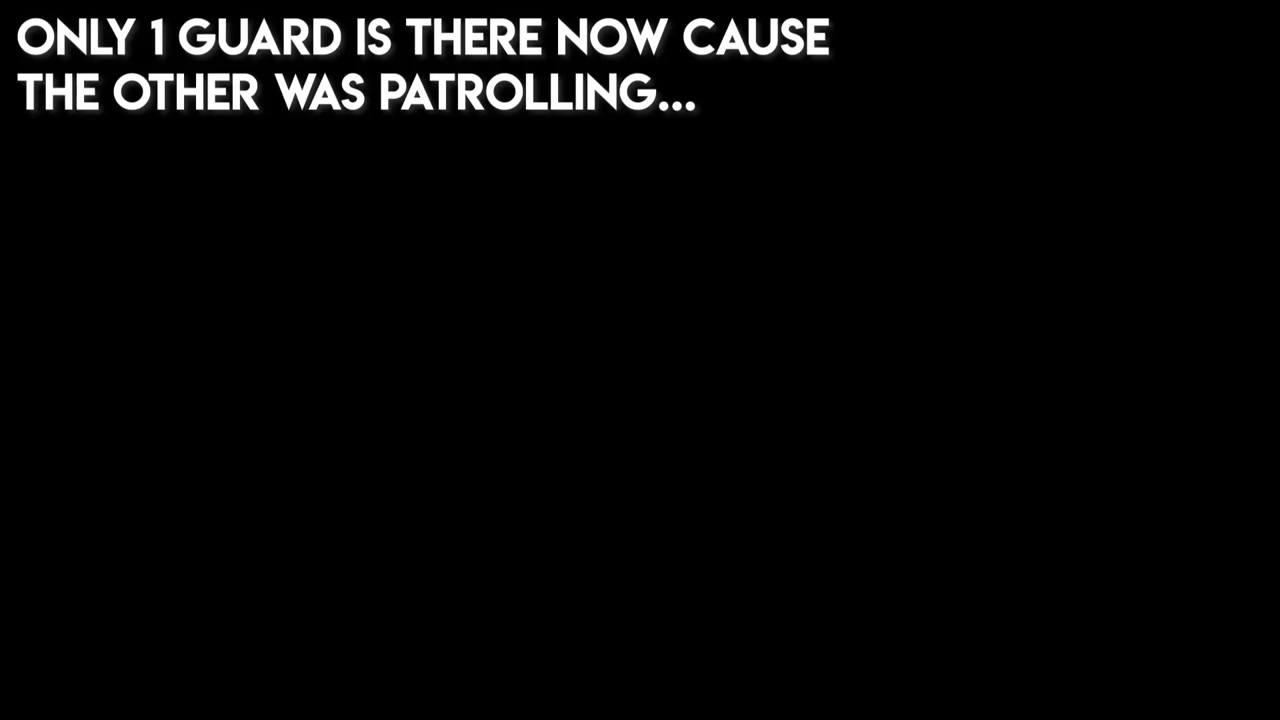 ONLY 1 GUARD IS THERE NOW CAUSE
THE OTHER WAS PATROLLING...